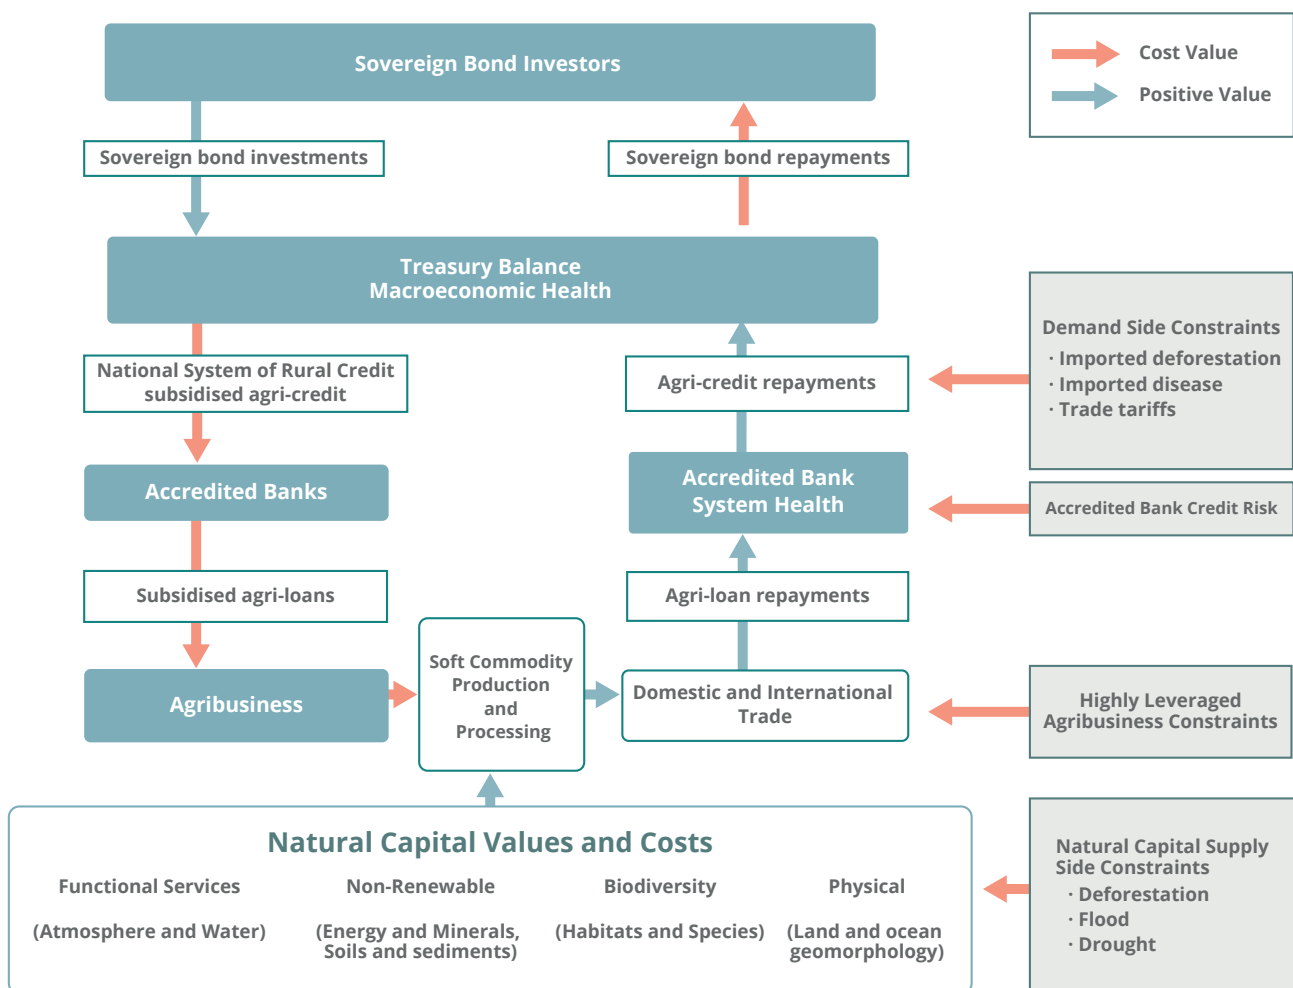 Sovereign Bond Investors
Cost Value
Positive Value
Sovereign bond investments
Sovereign bond repayments
Treasury Balance
Macroeconomic Health
National System of Rural Credit
subsidised agri-credit
Agri-credit repayments
Demand Side Constraints
· Imported deforestation
· Imported disease
· Trade tariffs
Accredited Banks
Accredited Bank
System Health
Accredited Bank Credit Risk
Subsidised agri-loans
Agri-loan repayments
Agribusiness
Soft Commodity
Production
and
Processing
Domestic and International
Trade
Highly Leveraged
Agribusiness Constraints
Natural Capital Values and Costs
Functional Services
(Atmosphere and Water)
Non-Renewable
(Energy and Minerals,
Soils and sediments)
Biodiversity
(Habitats and Species)
Physical
(Land and ocean
geomorphology)
Natural Capital Supply
Side Constraints
· Deforestation
· Flood
· Drought